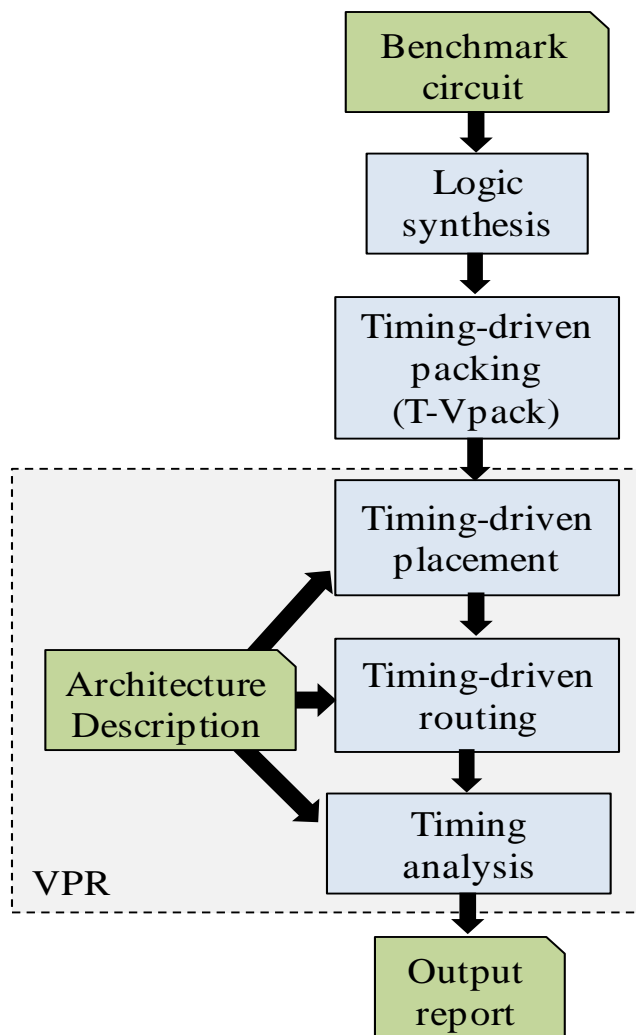 Benchmark
circuit
Logic
synthesis
Timing-driven
packing
(T-Vpack)
Timing-driven
placement
Architecture
Description
Timing-driven
routing
Timing
analysis
VPR
Output
report